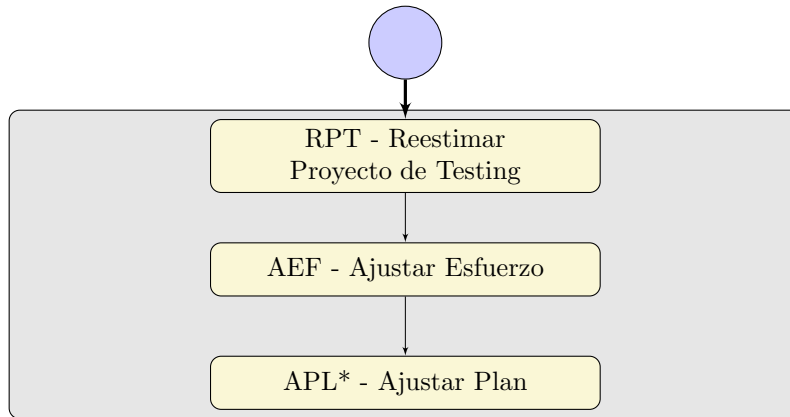 RPT - Reestimar
Proyecto de Testing
AEF - Ajustar Esfuerzo
APL* - Ajustar Plan